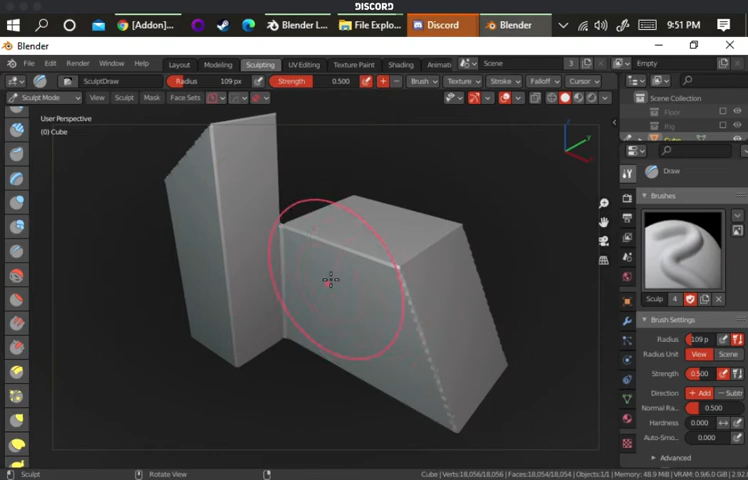 DISCORD
[Addon]...
Blender L...
File Explo...
Discord
Blender
9:51 PM
Blender
File Edit Render Window Help Layout Modeling Sculpting UV Editing Texture Paint Shading Animati Scene 3 Empty
SculptDraw Radius 109 px Strength 0.500 Brush Texture Stroke Falloff Cursor
Sculpt Mode View Sculpt Mask Face Sets
Scene Collection
Floor
Rig
Cube
User Perspective
(0) Cube
Draw
Brushes
Sculp 4
Brush Settings
Radius 109 p
Radius Unit View Scene
Strength 0.500
Direction + Add — Subtr
Normal Ra... 0.500
Hardness 0.000
Auto-Smo... 0.000
Advanced
Sculpt Rotate View Cube | Verts:18,056/18,056 | Faces:18,054/18,054 | Objects:1/1 | Memory: 48.9 MiB | VRAM: 0.9/6.0 GiB | 2.92